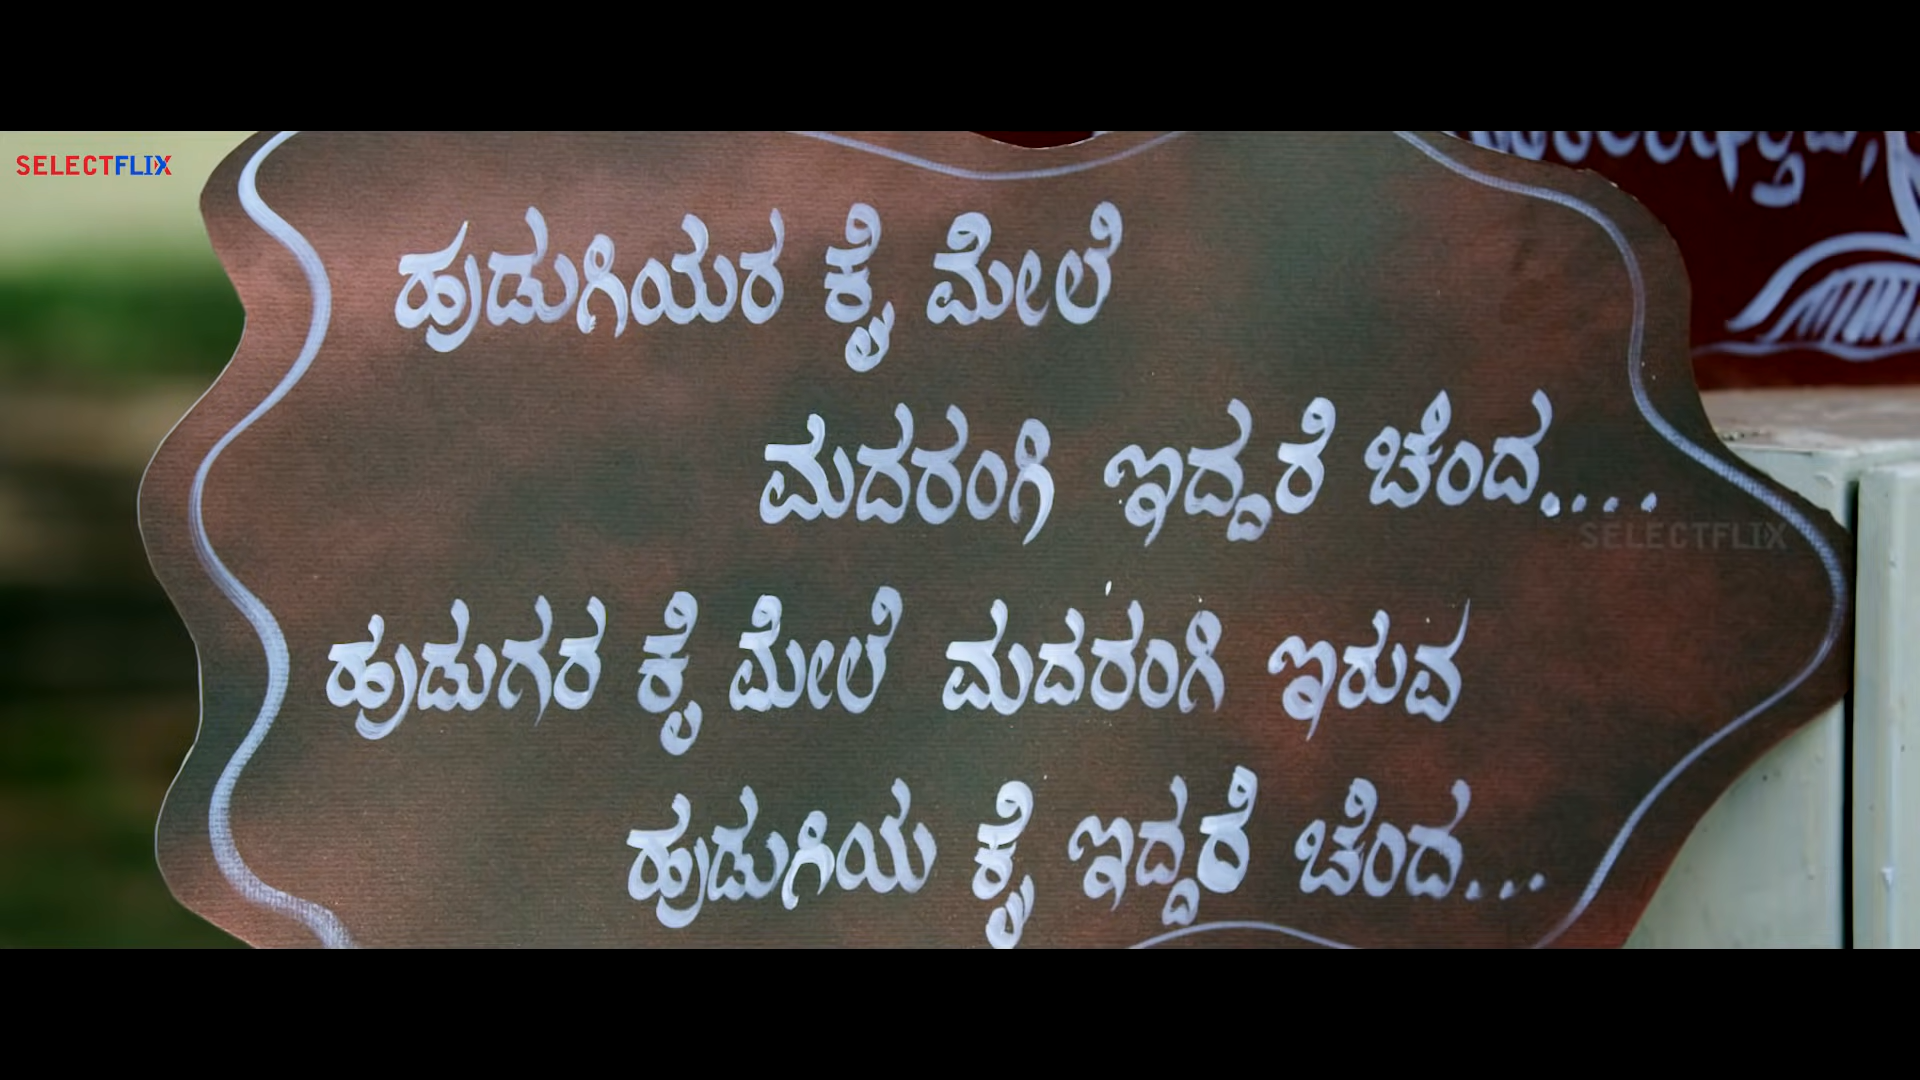 SELECTFLIX
ಹುಡುಗಿಯರ ಕೈ ಮೇಲೆ
ಮದರಂಗಿ ಇದ್ದರೆ ಚೆಂದ....
SELECTFLIX
ಹುಡುಗರ ಕೈ ಮೇಲೆ ಮದರಂಗಿ ಇರುವ
ಹುಡುಗಿಯ ಕೈ ಇದ್ದರೆ ಚೆಂದ...